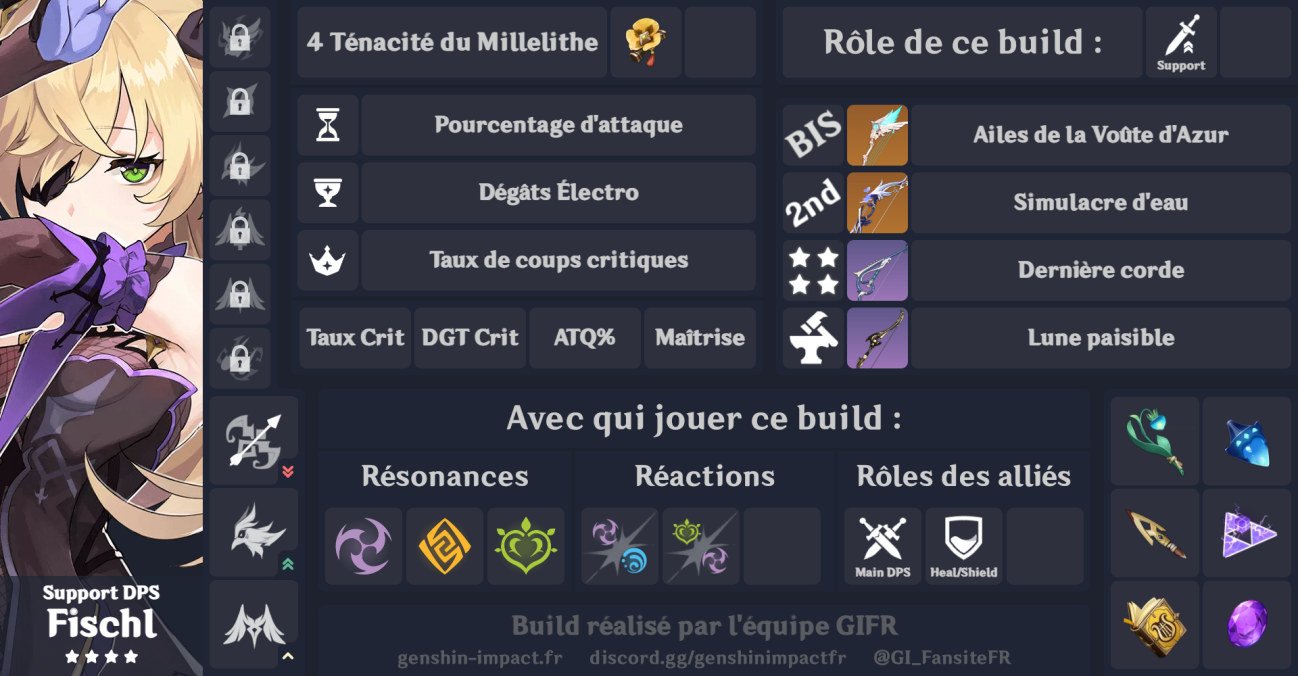 4 Ténacité du Millelithe
Rôle de ce build :
Support
Pourcentage d'attaque
Dégâts Électro
Taux de coups critiques
Taux Crit
DGT Crit
ATQ%
Maîtrise
BIS
Ailes de la Voûte d'Azur
2nd
Simulacre d'eau
Dernière corde
Lune paisible
Avec qui jouer ce build :
Résonances
Réactions
Rôles des alliés
Main DPS
Heal/Shield
Support DPS
Fischl
Build réalisé par l'équipe GIFR
genshin-impact.fr discord.gg/genshinimpactfr @GI_FansiteFR